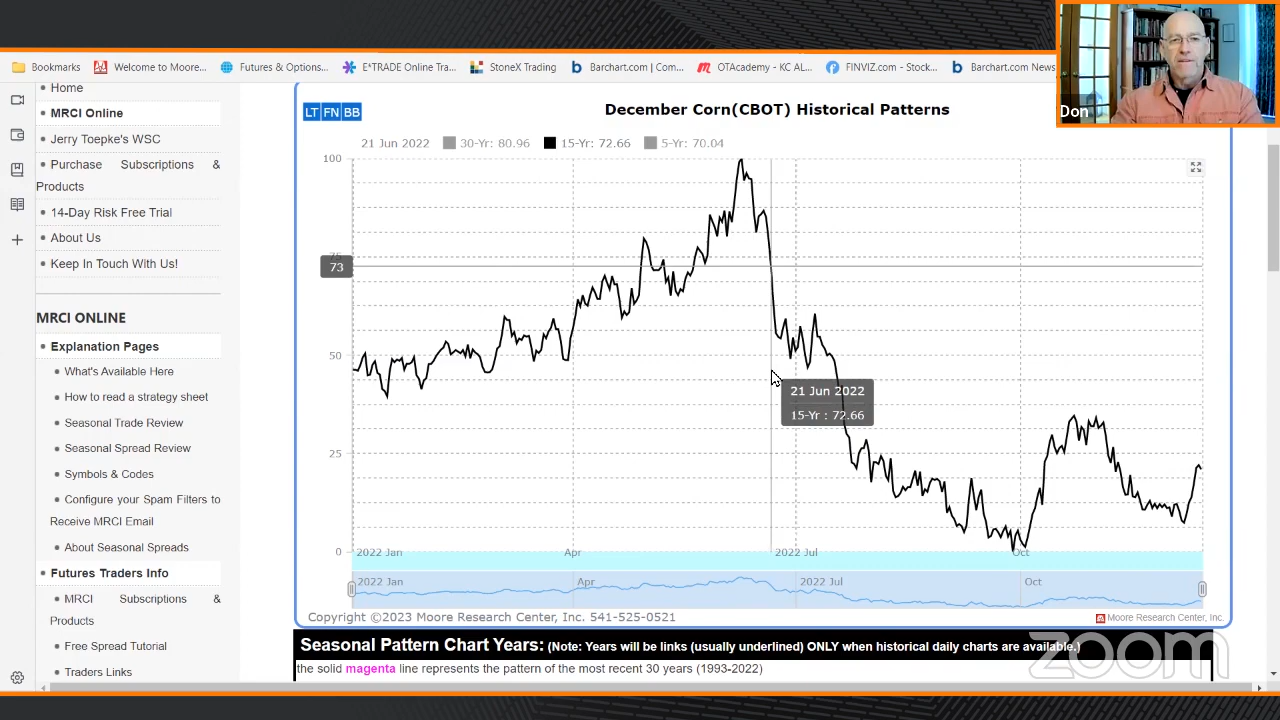 Don
Bookmarks
Welcome to Moore...
Futures & Options...
E*TRADE Online Tra...
StoneX Trading
Barchart.com | Com...
OTAcademy - KC AL...
FINVIZ.com - Stock...
Barchart.com News
Home
MRCI Online
Jerry Toepke's WSC
Purchase Subscriptions &
Products
14-Day Risk Free Trial
About Us
Keep In Touch With Us!
MRCI ONLINE
Explanation Pages
What's Available Here
How to read a strategy sheet
Seasonal Trade Review
Seasonal Spread Review
Symbols & Codes
Configure your Spam Filters to
Receive MRCI Email
About Seasonal Spreads
Futures Traders Info
MRCI Subscriptions &
Products
Free Spread Tutorial
Traders Links
LT FN BB
December Corn(CBOT) Historical Patterns
21 Jun 2022 30-Yr: 80.96 15-Yr: 72.66 5-Yr: 70.04
100
75
73
50
25
0
21 Jun 2022
15-Yr : 72.66
2022 Jan Apr 2022 Jul Oct
2022 Jan Apr 2022 Jul Oct
Copyright ©2023 Moore Research Center, Inc. 541-525-0521
Moore Research Center, Inc.
Seasonal Pattern Chart Years: (Note: Years will be links (usually underlined) ONLY when historical daily charts are available.)
the solid magenta line represents the pattern of the most recent 30 years (1993-2022)
zoom